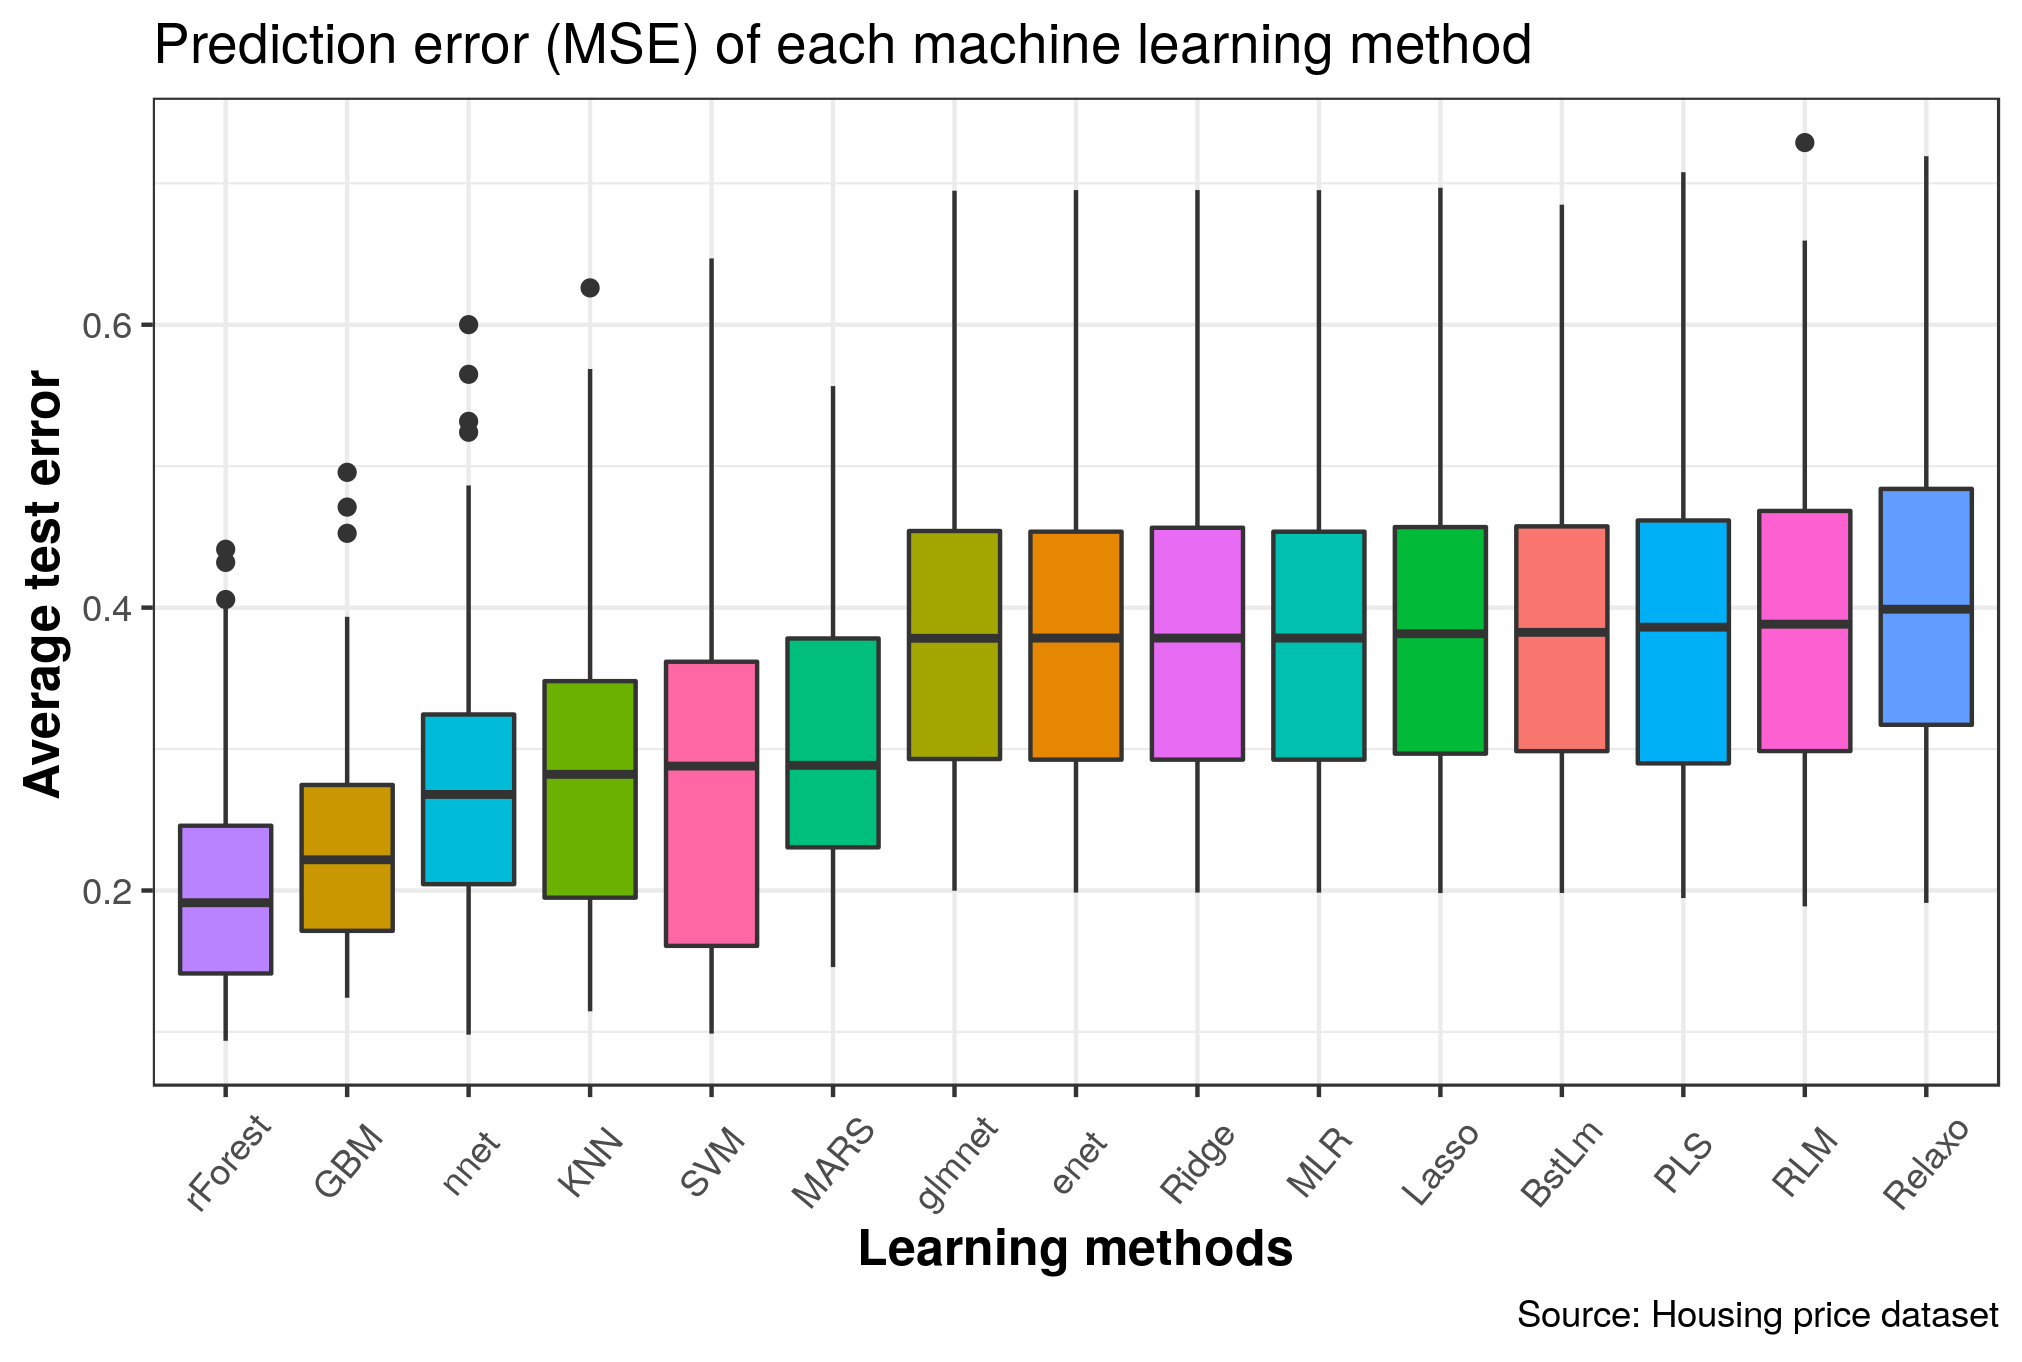 Prediction error (MSE) of each machine learning method
Average test error
0.6
0.4
0.2
rForest
GBM
nnet
KNN
SVM
MARS
glmnet
enet
Ridge
MLR
Lasso
BstLm
PLS
RLM
Relaxo
Learning methods
Source: Housing price dataset